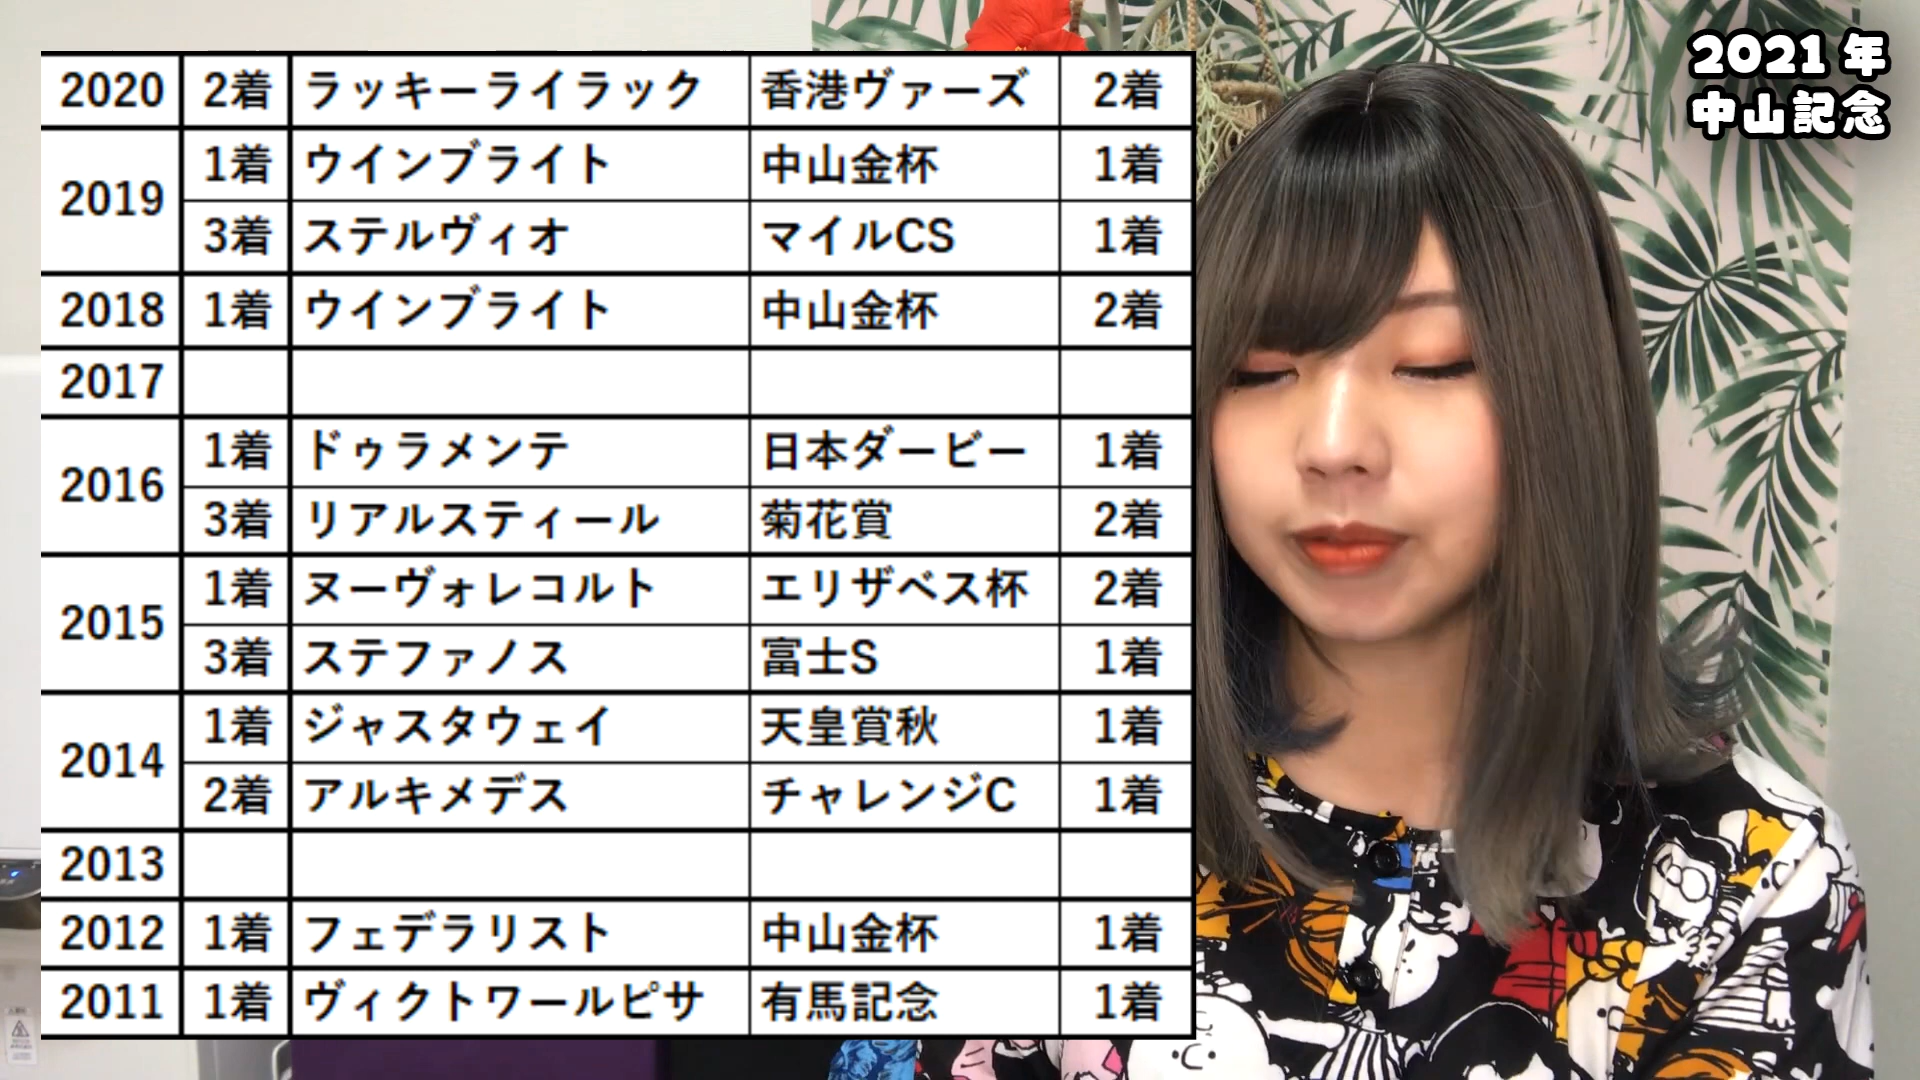 2021年
中山記念
2020 2着 ラッキーライラック 香港ヴァーズ 2着
2019 1着 ウインブライト 中山金杯 1着
3着 ステルヴィオ マイルCS 1着
2018 1着 ウインブライト 中山金杯 2着
2017
2016 1着 ドゥラメンテ 日本ダービー 1着
3着 リアルスティール 菊花賞 2着
2015 1着 ヌーヴォレコルト エリザベス杯 2着
3着 ステファノス 富士S 1着
2014 1着 ジャスタウェイ 天皇賞秋 1着
2着 アルキメデス チャレンジC 1着
2013
2012 1着 フェデラリスト 中山金杯 1着
2011 1着 ヴィクトワールピサ 有馬記念 1着